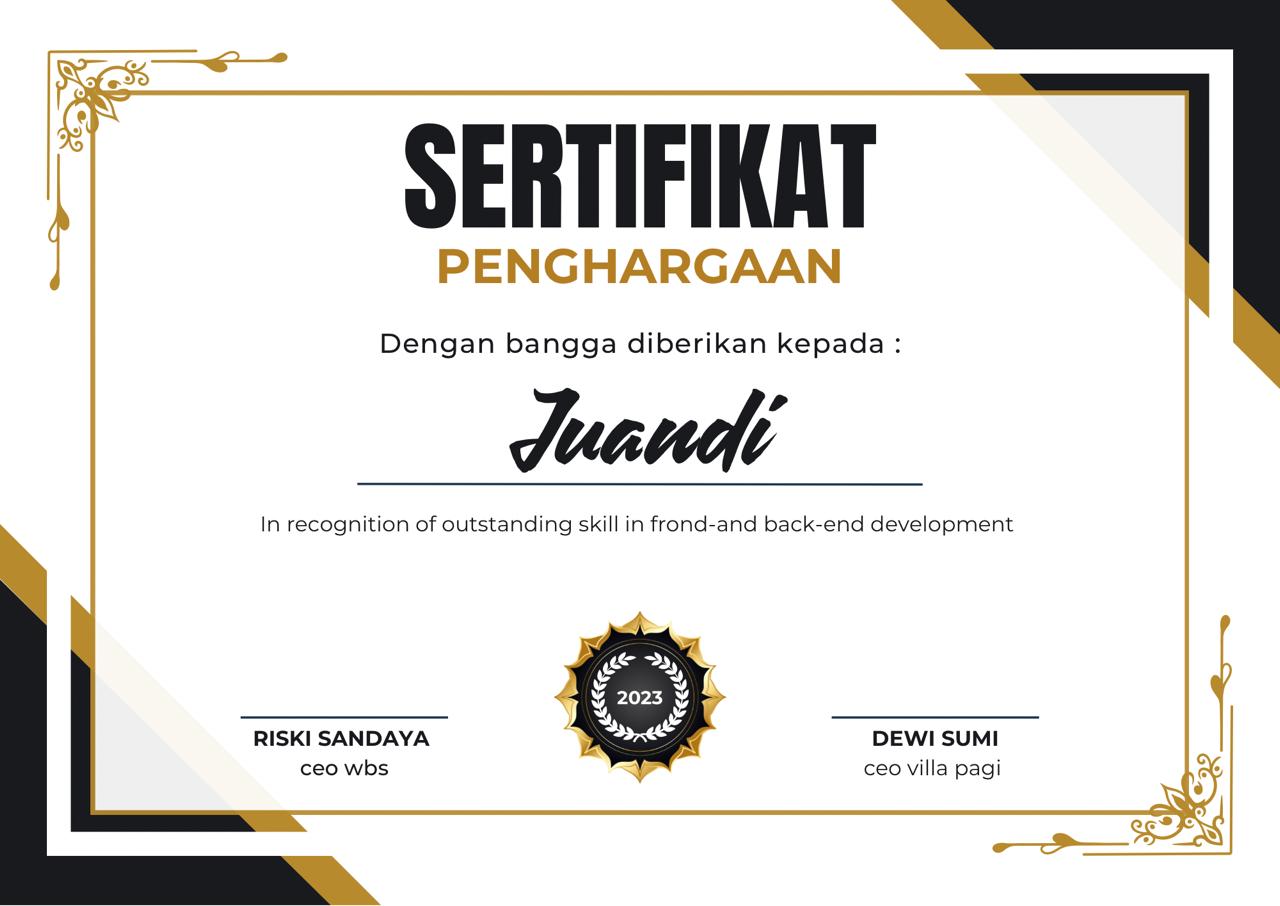 SERTIFIKAT
PENGHARGAAN
Dengan bangga diberikan kepada :
Juandi
In recognition of outstanding skill in frond-and back-end development
2023
RISKI SANDAYA
ceo wbs
DEWI SUMI
ceo villa pagi